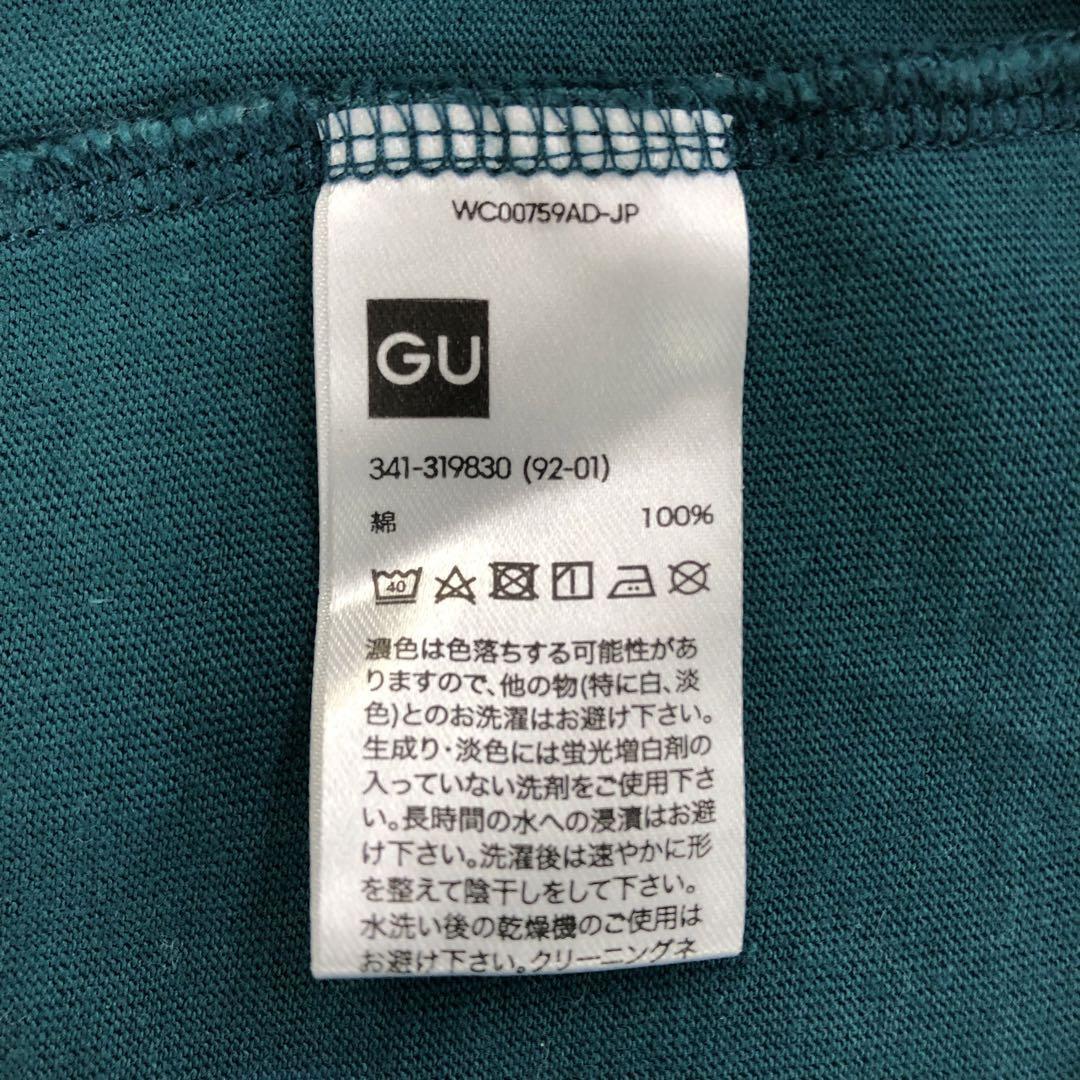 WC00759AD-JP
GU
341-319830 (92-01)
綿 100%
40
濃色は色落ちする可能性があ
りますので、他の物(特に白、淡
色)とのお洗濯はお避け下さい。
生成り・淡色には蛍光増白剤の
入っていない洗剤をご使用下さ
い。長時間の水への浸漬はお避
け下さい。洗濯後は速やかに形
を整えて陰干しをして下さい。
水洗い後の乾燥機のご使用は
お避け下さい。クリーニングネ